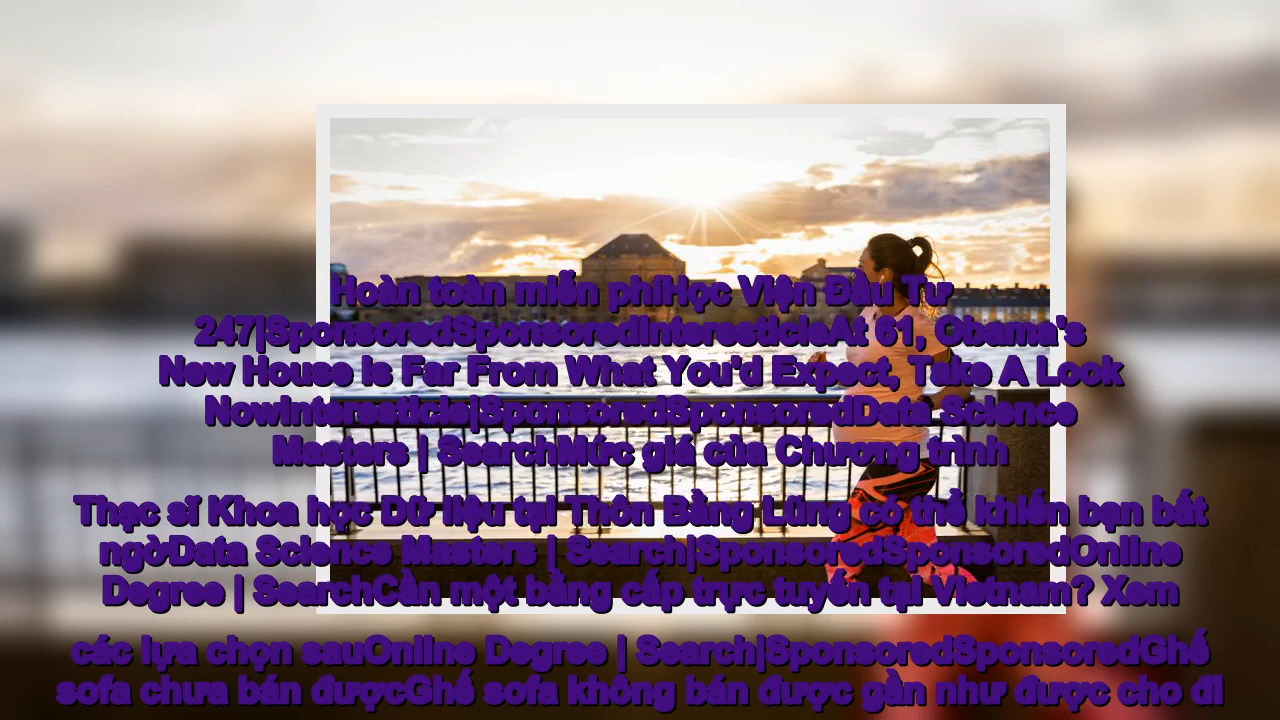 Hoàn toàn miễn phíHọc Viện Đầu Tư
247|SponsoredSponsoredInteresticleAt 61, Obama's
New House Is Far From What You'd Expect, Take A Look
NowInteresticle|SponsoredSponsoredData Science
Masters | SearchMức giá của Chương trình
Thạc sĩ Khoa học Dữ liệu tại Thôn Bằng Lũng có thể khiến bạn bất
ngờData Science Masters | Search|SponsoredSponsoredOnline
Degree | SearchCần một bằng cấp trực tuyến tại Vietnam? Xem
các lựa chọn sauOnline Degree | Search|SponsoredSponsoredGhế
sofa chưa bán đượcGhế sofa không bán được gần như được cho đi